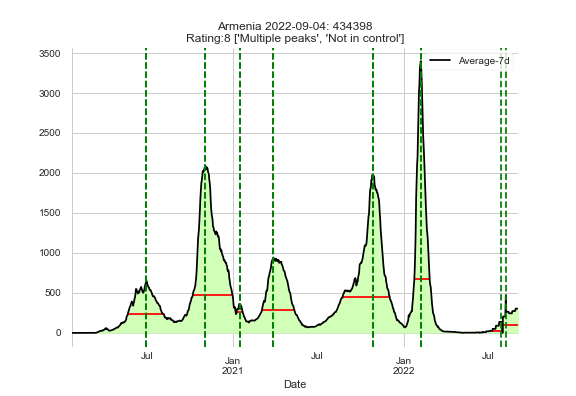 Armenia 2022-09-04: 434398
Rating:8 ['Multiple peaks', 'Not in control']
Average-7d
3500
3000
2500
2000
1500
1000
500
0
Jul
Jan
2021
Jul
Jan
2022
Jul
Date